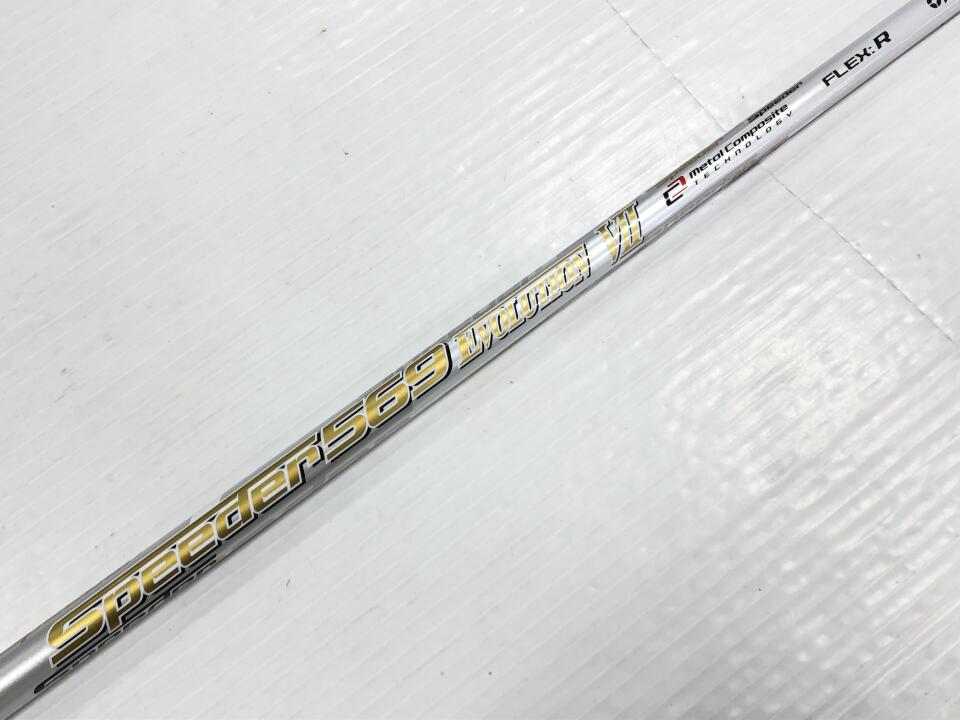 Speeder 569 EVOLUTION VII
Metal Composite
TECHNOLOGY
Speeder
FLEX: R